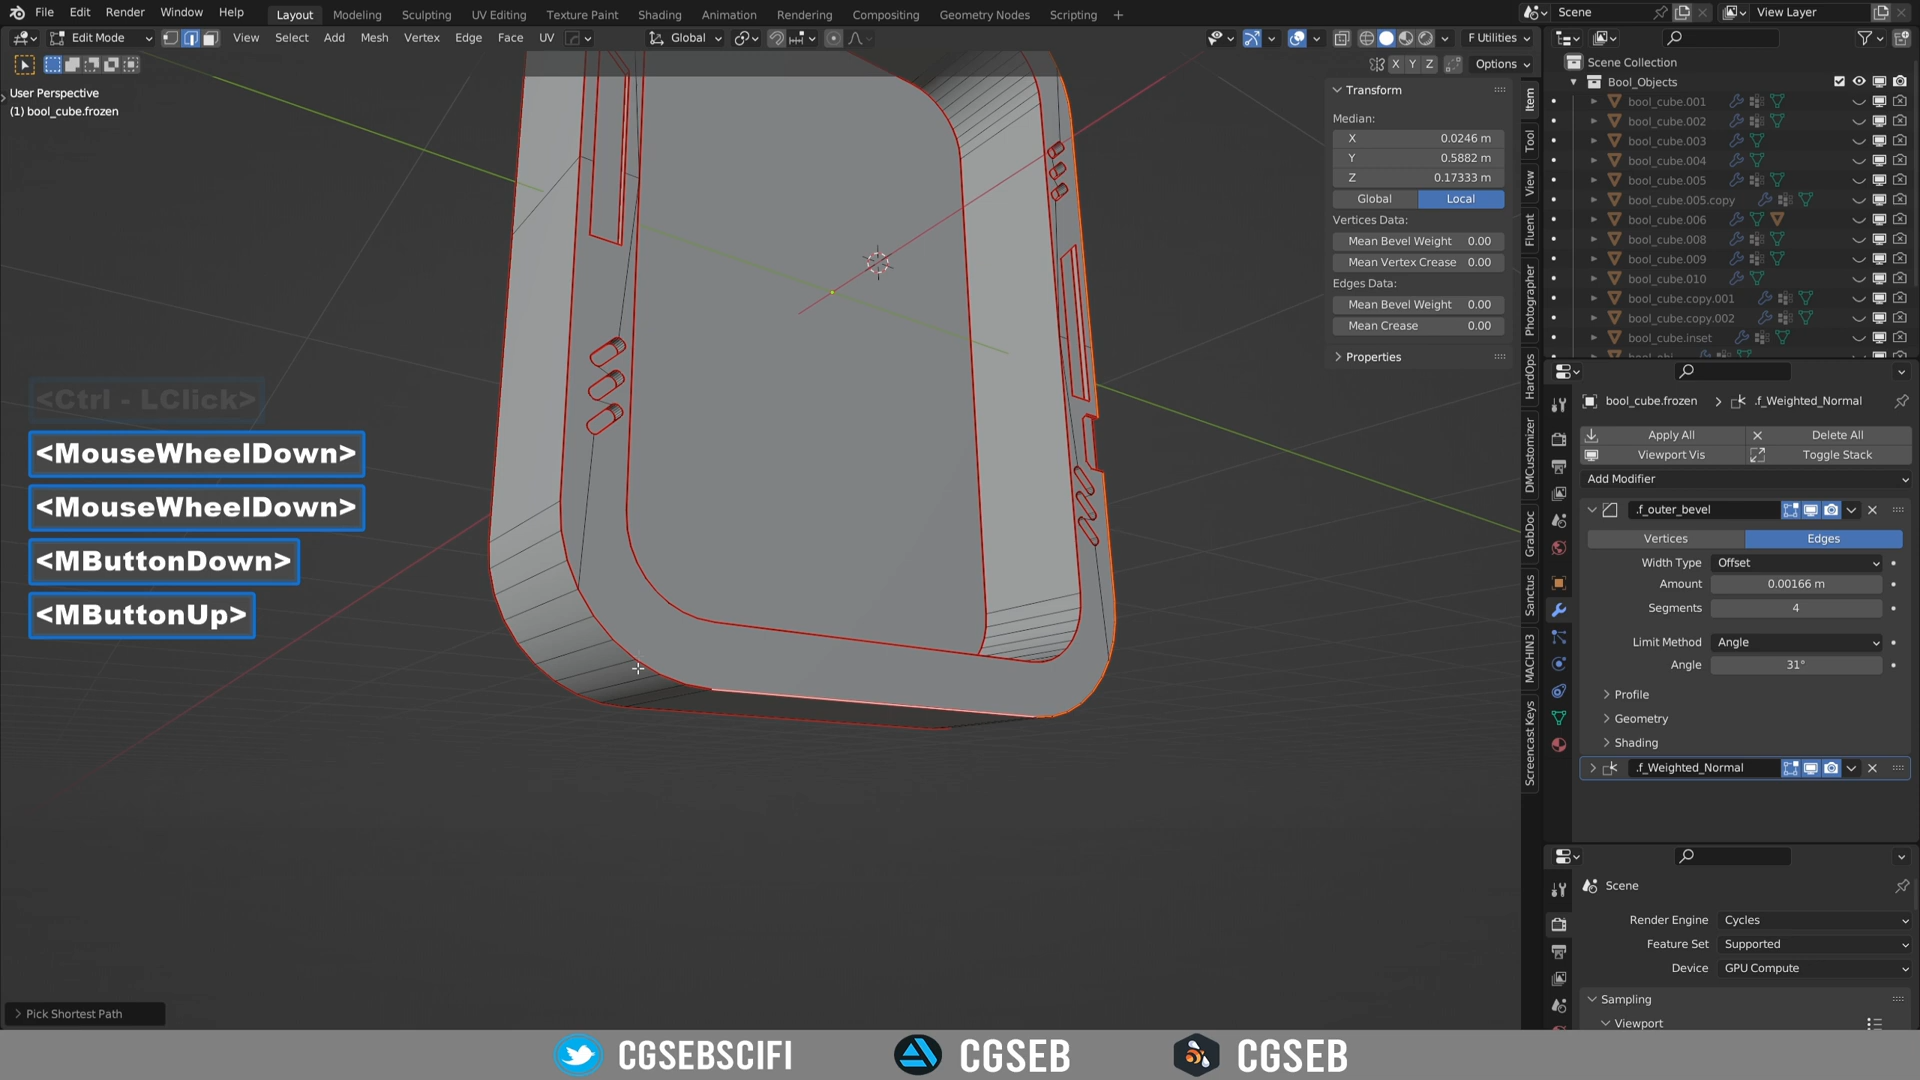 File Edit Render Window Help Layout Modeling Sculpting UV Editing Texture Paint Shading Animation Rendering Compositing Geometry Nodes Scripting + Scene View Layer
Edit Mode View Select Add Mesh Vertex Edge Face UV Global F Utilities
X Y Z Options
User Perspective
(1) bool_cube.frozen
Transform
Median:
X 0.0246 m
Y 0.5882 m
Z 0.17333 m
Global Local
Vertices Data:
Mean Bevel Weight 0.00
Mean Vertex Crease 0.00
Edges Data:
Mean Bevel Weight 0.00
Mean Crease 0.00
Properties
Item
Tool
View
Fluent
Photographer
HardOps
DMCustomizer
GrabDoc
Sanctus
MACHIN3
Screencast Keys
Scene Collection
Bool_Objects
bool_cube.001
bool_cube.002
bool_cube.003
bool_cube.004
bool_cube.005
bool_cube.005.copy
bool_cube.006
bool_cube.008
bool_cube.009
bool_cube.010
bool_cube.copy.001
bool_cube.copy.002
bool_cube.inset
bool_cube.frozen > .f_Weighted_Normal
Apply All Delete All
Viewport Vis Toggle Stack
Add Modifier
.f_outer_bevel
Vertices Edges
Width Type Offset
Amount 0.00166 m
Segments 4
Limit Method Angle
Angle 31°
Profile
Geometry
Shading
.f_Weighted_Normal
Scene
Render Engine Cycles
Feature Set Supported
Device GPU Compute
Sampling
Viewport
<Ctrl - LClick>
<MouseWheelDown>
<MouseWheelDown>
<MButtonDown>
<MButtonUp>
Pick Shortest Path
CGSEBSCIFI CGSEB CGSEB